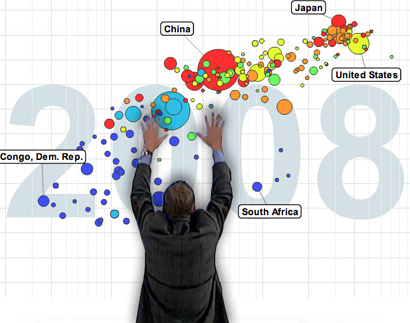 Japan
China
United States
2008
Congo, Dem. Rep.
South Africa